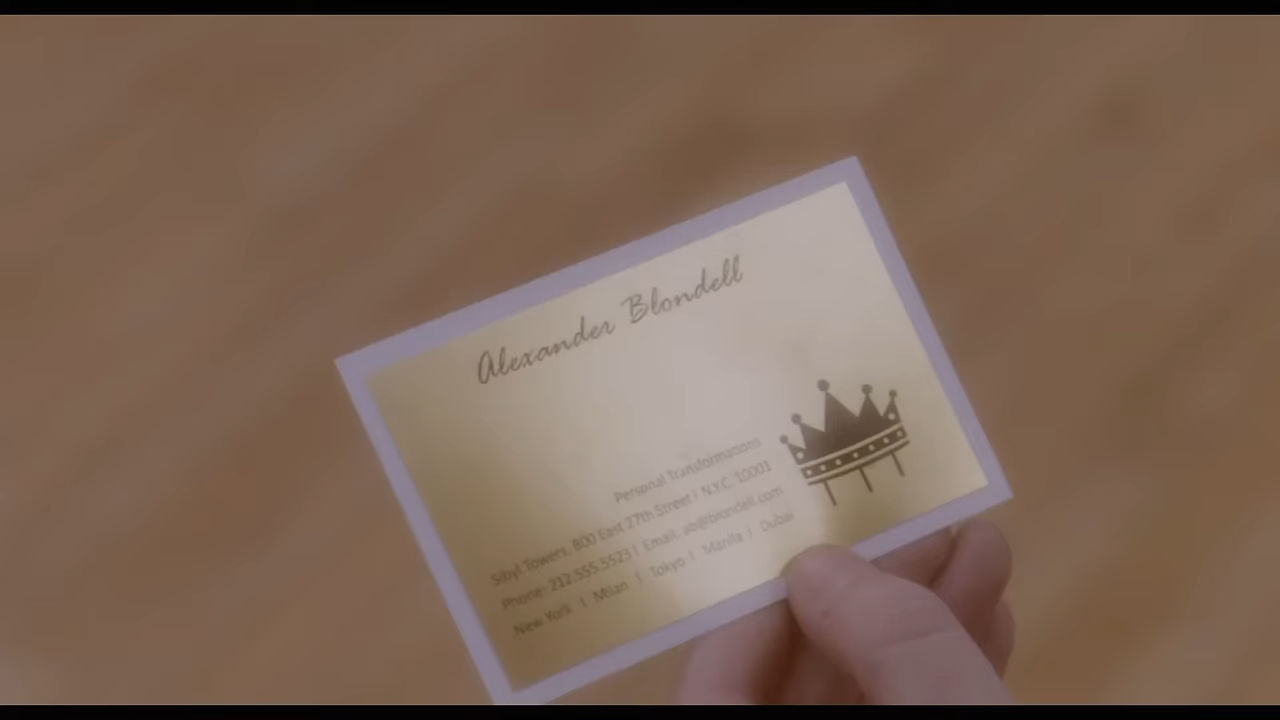 Alexander Blondell
Personal Transformations
Sibyl Towers, 800 East 27th Street | N.Y.C. 10001
Phone: 212.555.5523 | Email: ab@blondell.com
New York | Milan | Tokyo | Manila | Dubai